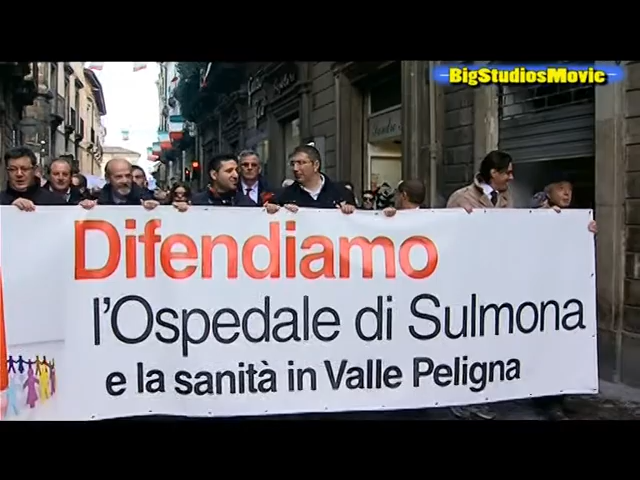 BigStudiosMovic
Difendiamo
l'Ospedale di Sulmona
e la sanità in Valle Peligna